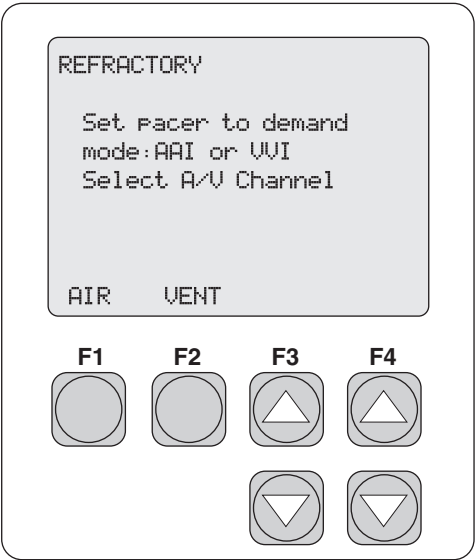 REFRACTORY
Set pacer to demand
mode:AAI or VVI
Select A/V Channel
AIR VENT
F1 F2 F3 F4